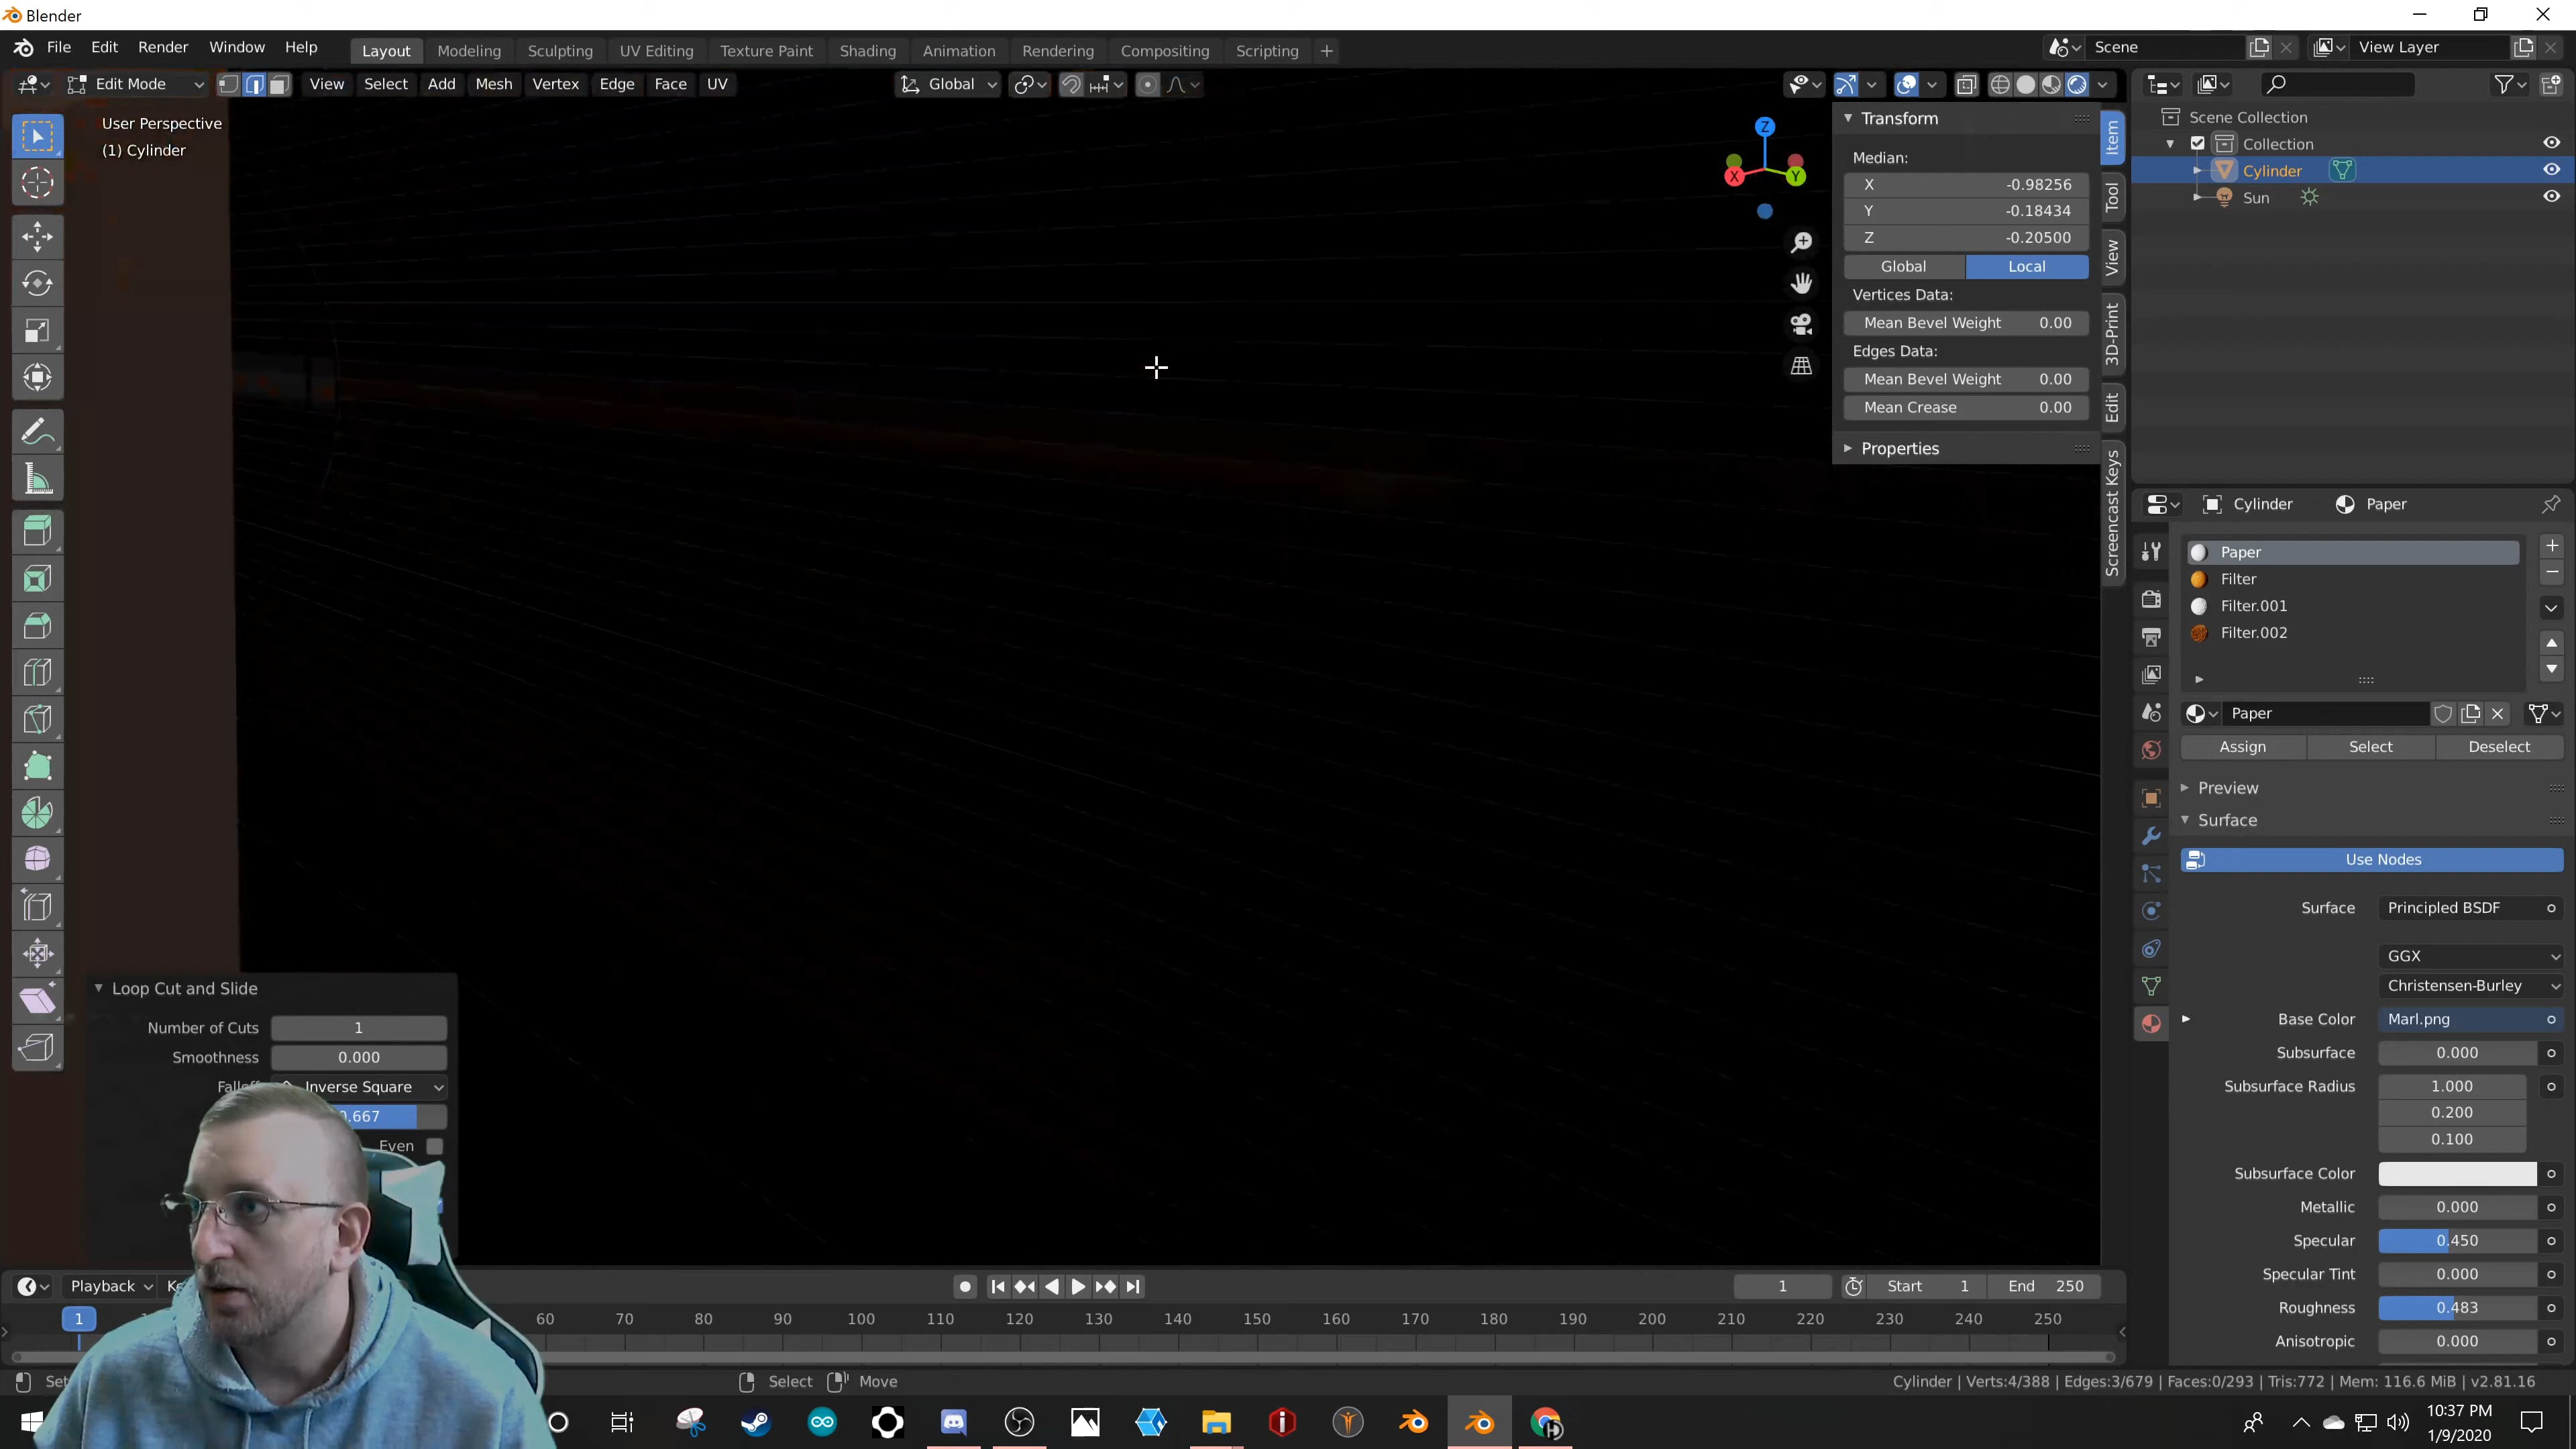 Blender
File Edit Render Window Help Layout Modeling Sculpting UV Editing Texture Paint Shading Animation Rendering Compositing Scripting + Scene View Layer
Edit Mode View Select Add Mesh Vertex Edge Face UV Global
User Perspective
(1) Cylinder
Z
X
Y
Transform
Median:
X -0.98256
Y -0.18434
Z -0.20500
Global Local
Vertices Data:
Mean Bevel Weight 0.00
Edges Data:
Mean Bevel Weight 0.00
Mean Crease 0.00
Properties
Item
Tool
View
3D-Print
Edit
Screencast Keys
Scene Collection
Collection
Cylinder
Sun
Cylinder Paper
Paper
Filter
Filter.001
Filter.002
Paper
Assign Select Deselect
Preview
Surface
Use Nodes
Surface Principled BSDF
GGX
Christensen-Burley
Base Color Marl.png
Subsurface 0.000
Subsurface Radius 1.000
0.200
0.100
Subsurface Color
Metallic 0.000
Specular 0.450
Specular Tint 0.000
Roughness 0.483
Anisotropic 0.000
Loop Cut and Slide
Number of Cuts 1
Smoothness 0.000
Inverse Square
0.667
Even
Playback
1 Start 1 End 250
1 60 70 80 90 100 110 120 130 140 150 160 170 180 190 200 210 220 230 240 250
Select Move
Cylinder | Verts:4/388 | Edges:3/679 | Faces:0/293 | Tris:772 | Mem: 116.6 MiB | v2.81.16
10:37 PM
1/9/2020